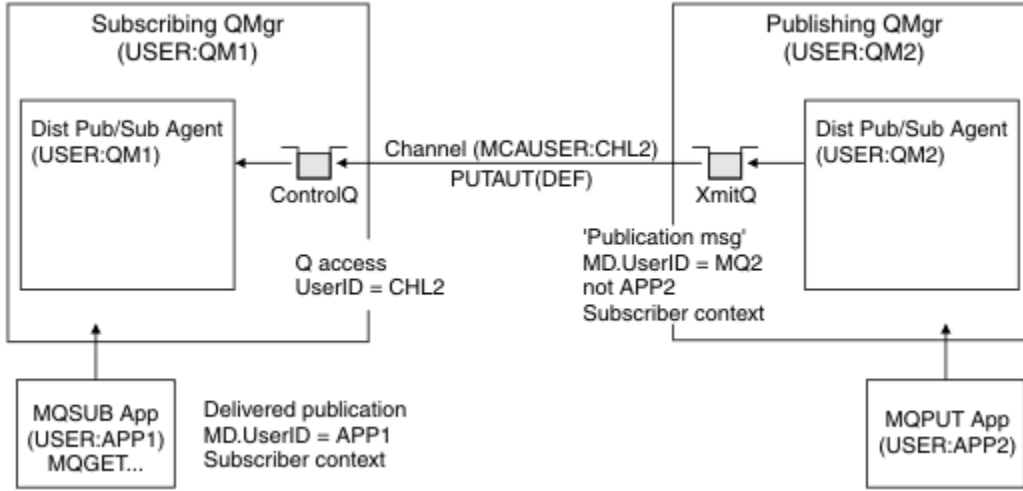 Subscribing QMgr
(USER:QM1)
Publishing QMgr
(USER:QM2)
Dist Pub/Sub Agent
(USER:QM1)
ControlQ
Channel (MCAUSER:CHL2)
PUTAUT(DEF)
XmitQ
Dist Pub/Sub Agent
(USER:QM2)
Q access
UserID = CHL2
'Publication msg'
MD.UserID = MQ2
not APP2
Subscriber context
MQSUB App
(USER:APP1)
MQGET...
Delivered publication
MD.UserID = APP1
Subscriber context
MQPUT App
(USER:APP2)